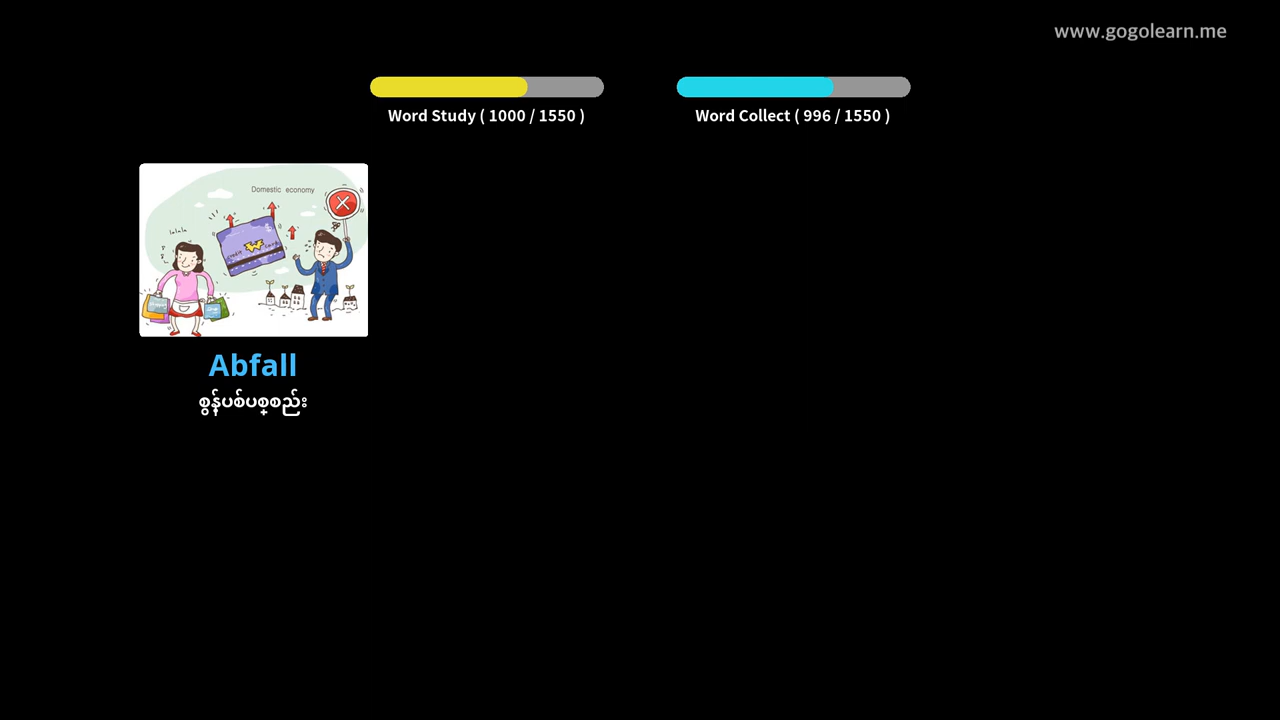 www.gogolearn.me
Word Study ( 1000 / 1550 )
Word Collect ( 996 / 1550 )
Domestic economy
lalala
Abfall
စွန့်ပစ်ပစ္စည်း